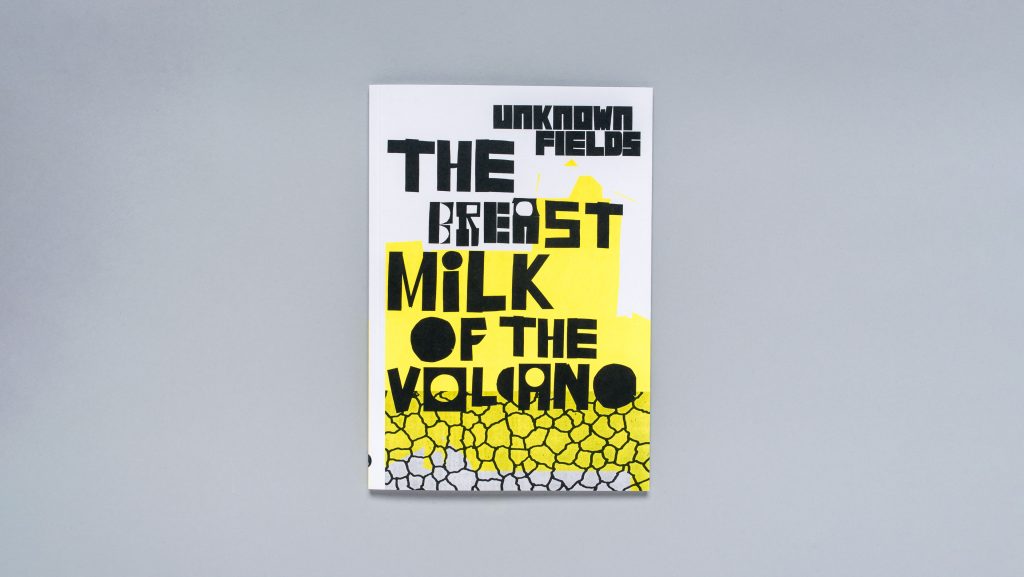 UNKNOWN
FIELDS
THE
BREAST
MiLK
OF THE
VOLCANO